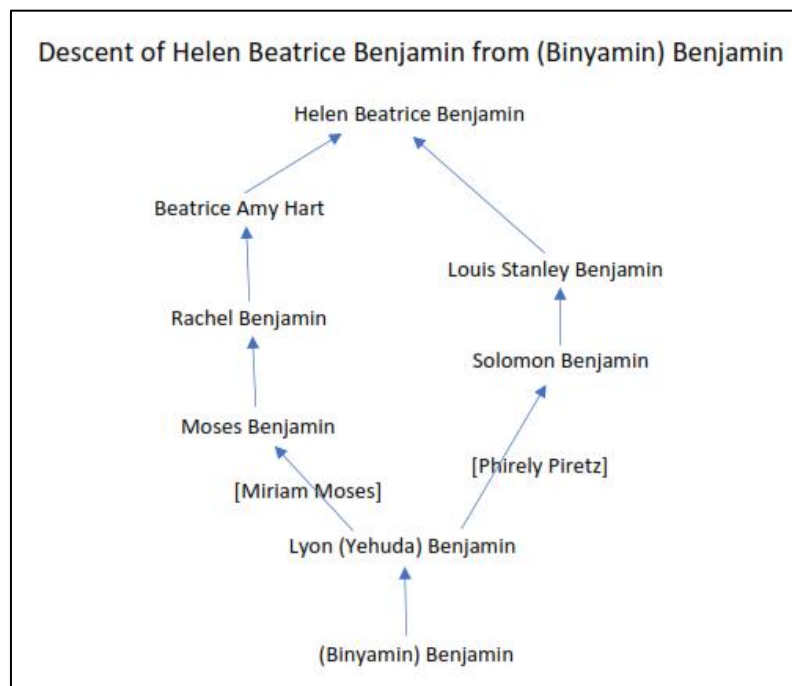 Descent of Helen Beatrice Benjamin from (Binyamin) Benjamin
Helen Beatrice Benjamin
Beatrice Amy Hart
Louis Stanley Benjamin
Rachel Benjamin
Solomon Benjamin
Moses Benjamin
[Phirely Piretz]
[Miriam Moses]
Lyon (Yehuda) Benjamin
(Binyamin) Benjamin